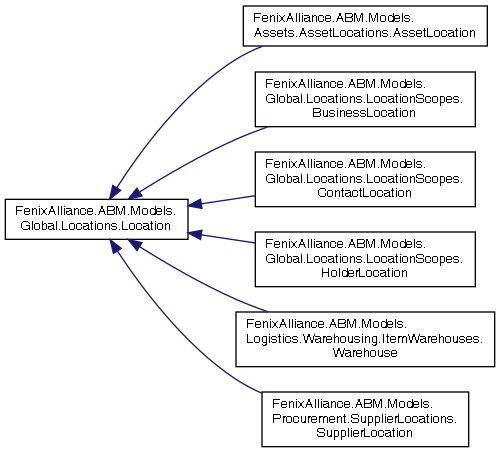 FenixAlliance.ABM.Models.
Assets.AssetLocations.AssetLocation
FenixAlliance.ABM.Models.
Global.Locations.LocationScopes.
BusinessLocation
FenixAlliance.ABM.Models.
Global.Locations.LocationScopes.
ContactLocation
FenixAlliance.ABM.Models.
Global.Locations.Location
FenixAlliance.ABM.Models.
Global.Locations.LocationScopes.
HolderLocation
FenixAlliance.ABM.Models.
Logistics.Warehousing.ItemWarehouses.
Warehouse
FenixAlliance.ABM.Models.
Procurement.SupplierLocations.
SupplierLocation